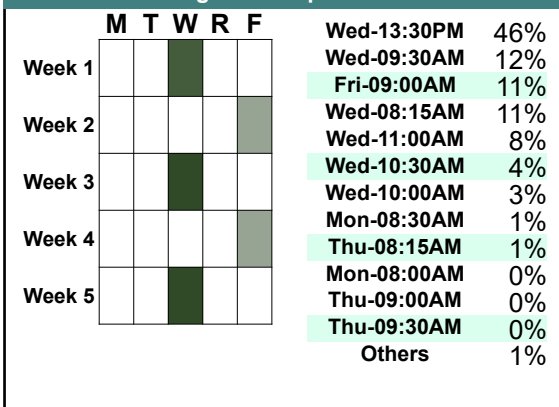 M T W R F
Week 1
Week 2
Week 3
Week 4
Week 5
Wed-13:30PM 46%
Wed-09:30AM 12%
Fri-09:00AM 11%
Wed-08:15AM 11%
Wed-11:00AM 8%
Wed-10:30AM 4%
Wed-10:00AM 3%
Mon-08:30AM 1%
Thu-08:15AM 1%
Mon-08:00AM 0%
Thu-09:00AM 0%
Thu-09:30AM 0%
Others 1%